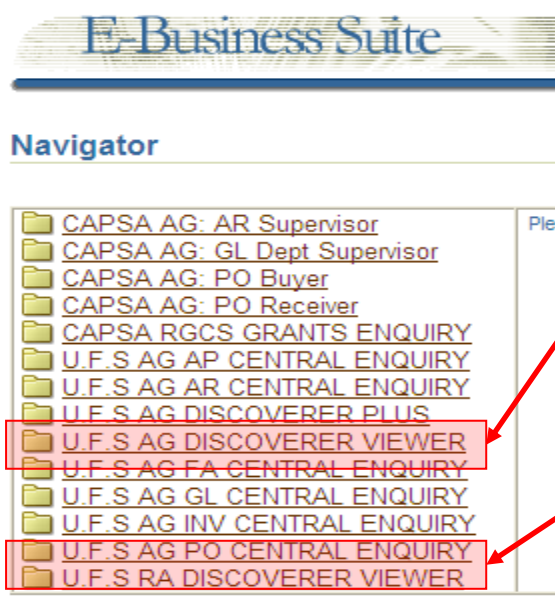 E-Business Suite
Navigator
CAPSA AG: AR Supervisor
Ple
CAPSA AG: GL Dept Supervisor
CAPSA AG: PO Buyer
CAPSA AG: PO Receiver
CAPSA RGCS GRANTS ENQUIRY
U.F.S AG AP CENTRAL ENQUIRY
U.F.S AG AR CENTRAL ENQUIRY
U.F.S AG DISCOVERER PLUS
U.F.S AG DISCOVERER VIEWER
U.F.S AG FA CENTRAL ENQUIRY
U.F.S AG GL CENTRAL ENQUIRY
U.F.S AG INV CENTRAL ENQUIRY
U.F.S AG PO CENTRAL ENQUIRY
U.F.S RA DISCOVERER VIEWER